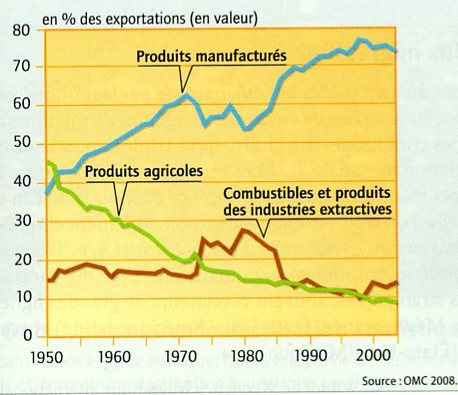 en % des exportations (en valeur)
80
70
60
50
40
30
20
10
0
Produits manufacturés
Produits agricoles
Combustibles et produits
des industries extractives
1950 1960 1970 1980 1990 2000
Source : OMC 2008.